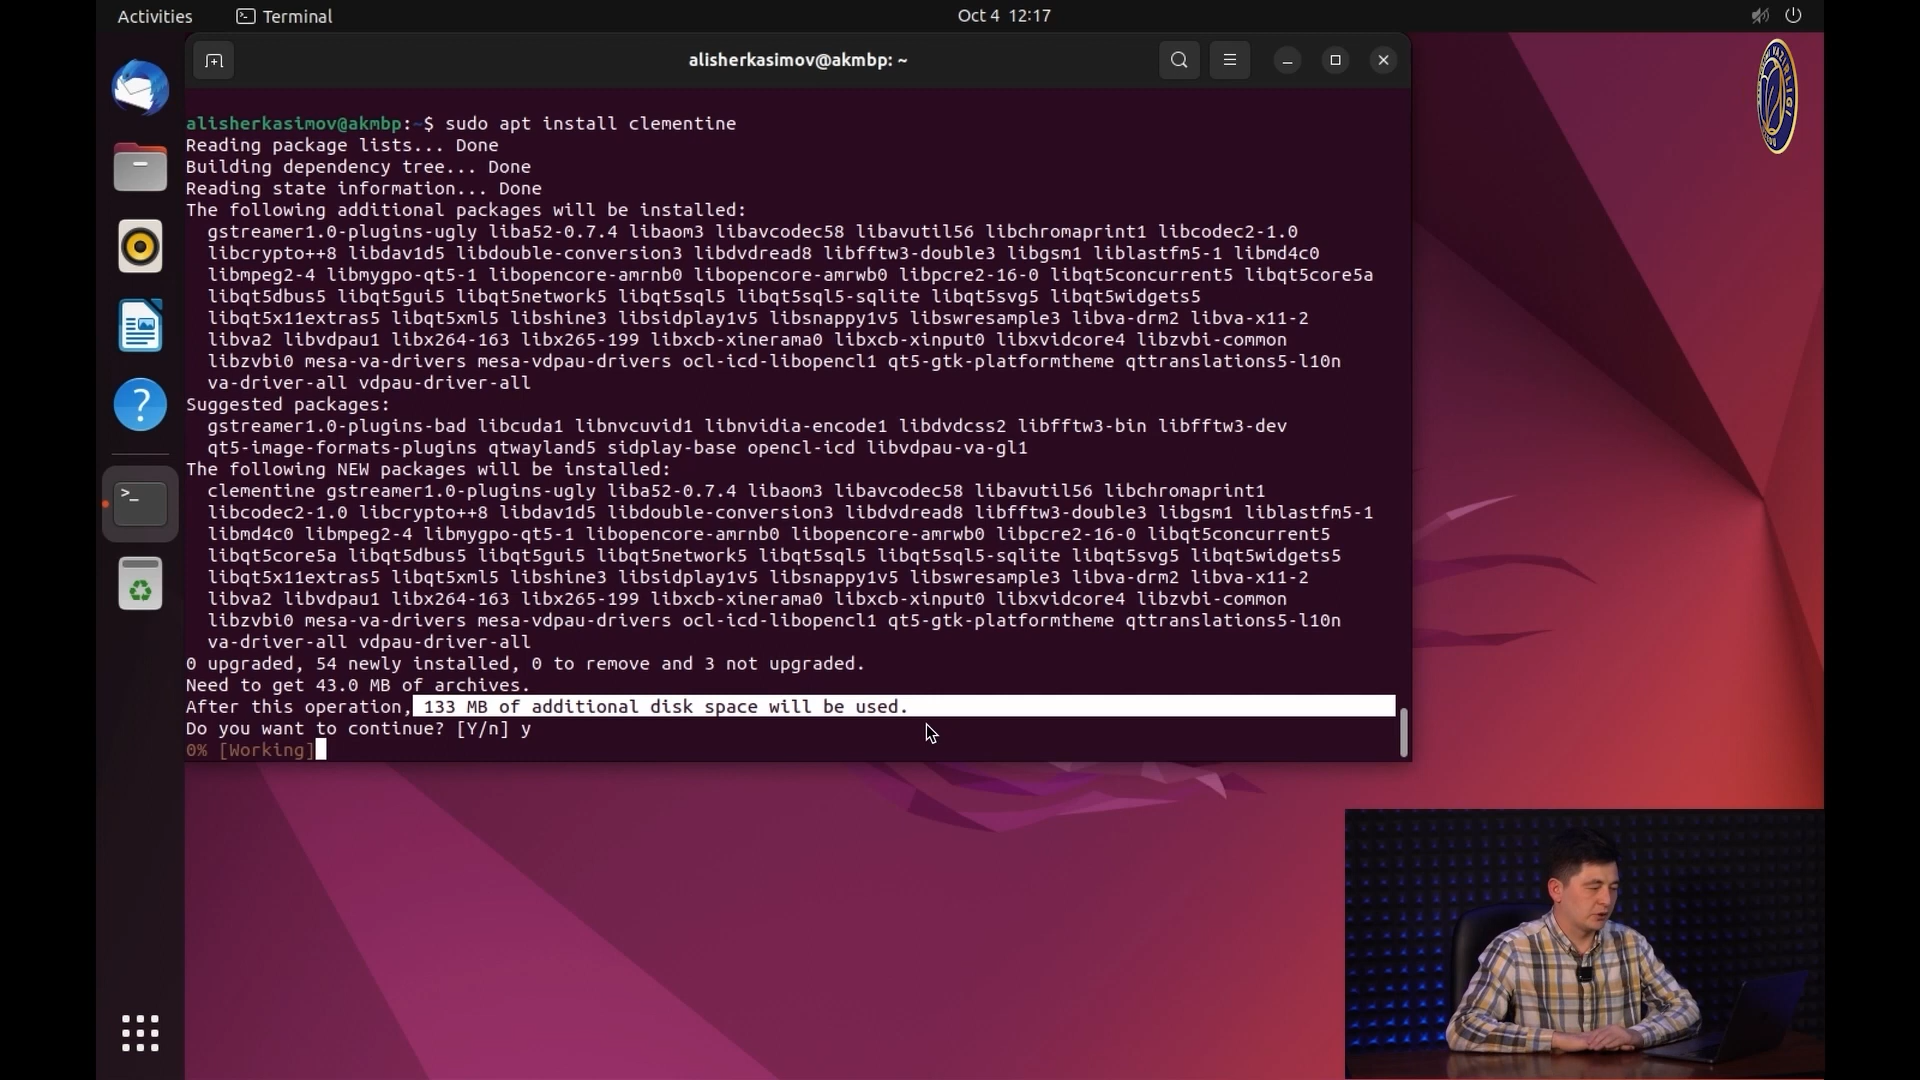 Activities
Terminal
Oct 4 12:17
alisherkasimov@akmbp: ~
alisherkasimov@akmbp:~$ sudo apt install clementine
Reading package lists... Done
Building dependency tree... Done
Reading state information... Done
The following additional packages will be installed:
gstreamer1.0-plugins-ugly liba52-0.7.4 libaom3 libavcodec58 libavutil56 libchromaprint1 libcodec2-1.0
libcrypto++8 libdav1d5 libdouble-conversion3 libdvdread8 libfftw3-double3 libgsm1 liblastfm5-1 libmd4c0
libmpeg2-4 libmygpo-qt5-1 libopencore-amrnb0 libopencore-amrwb0 libpcre2-16-0 libqt5concurrent5 libqt5core5a
libqt5dbus5 libqt5gui5 libqt5network5 libqt5sql5 libqt5sql5-sqlite libqt5svg5 libqt5widgets5
libqt5x11extras5 libqt5xml5 libshine3 libsidplay1v5 libsnappy1v5 libswresample3 libva-drm2 libva-x11-2
libva2 libvdpau1 libx264-163 libx265-199 libxcb-xinerama0 libxcb-xinput0 libxvidcore4 libzvbi-common
libzvbi0 mesa-va-drivers mesa-vdpau-drivers ocl-icd-libopencl1 qt5-gtk-platformtheme qttranslations5-l10n
va-driver-all vdpau-driver-all
Suggested packages:
gstreamer1.0-plugins-bad libcuda1 libnvcuvid1 libnvidia-encode1 libdvdcss2 libfftw3-bin libfftw3-dev
qt5-image-formats-plugins qtwayland5 sidplay-base opencl-icd libvdpau-va-gl1
The following NEW packages will be installed:
clementine gstreamer1.0-plugins-ugly liba52-0.7.4 libaom3 libavcodec58 libavutil56 libchromaprint1
libcodec2-1.0 libcrypto++8 libdav1d5 libdouble-conversion3 libdvdread8 libfftw3-double3 libgsm1 liblastfm5-1
libmd4c0 libmpeg2-4 libmygpo-qt5-1 libopencore-amrnb0 libopencore-amrwb0 libpcre2-16-0 libqt5concurrent5
libqt5core5a libqt5dbus5 libqt5gui5 libqt5network5 libqt5sql5 libqt5sql5-sqlite libqt5svg5 libqt5widgets5
libqt5x11extras5 libqt5xml5 libshine3 libsidplay1v5 libsnappy1v5 libswresample3 libva-drm2 libva-x11-2
libva2 libvdpau1 libx264-163 libx265-199 libxcb-xinerama0 libxcb-xinput0 libxvidcore4 libzvbi-common
libzvbi0 mesa-va-drivers mesa-vdpau-drivers ocl-icd-libopencl1 qt5-gtk-platformtheme qttranslations5-l10n
va-driver-all vdpau-driver-all
0 upgraded, 54 newly installed, 0 to remove and 3 not upgraded.
Need to get 43.0 MB of archives.
After this operation, 133 MB of additional disk space will be used.
Do you want to continue? [Y/n] y
0% [Working]